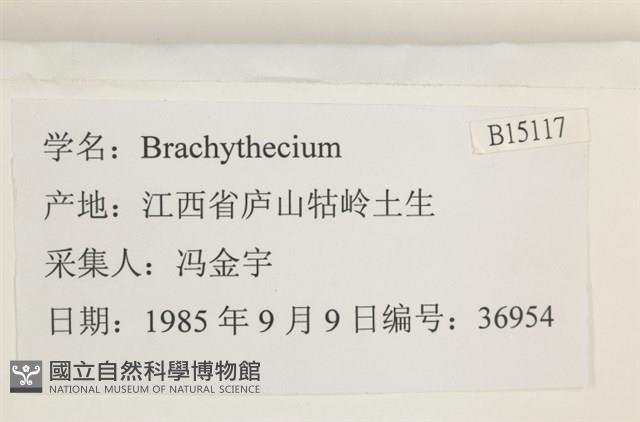 B15117
学名：Brachythecium
产地：江西省庐山牯岭土生
采集人：冯金宇
日期：1985 年 9 月 9 日编号：36954
國立自然科學博物館
NATIONAL MUSEUM OF NATURAL SCIENCE